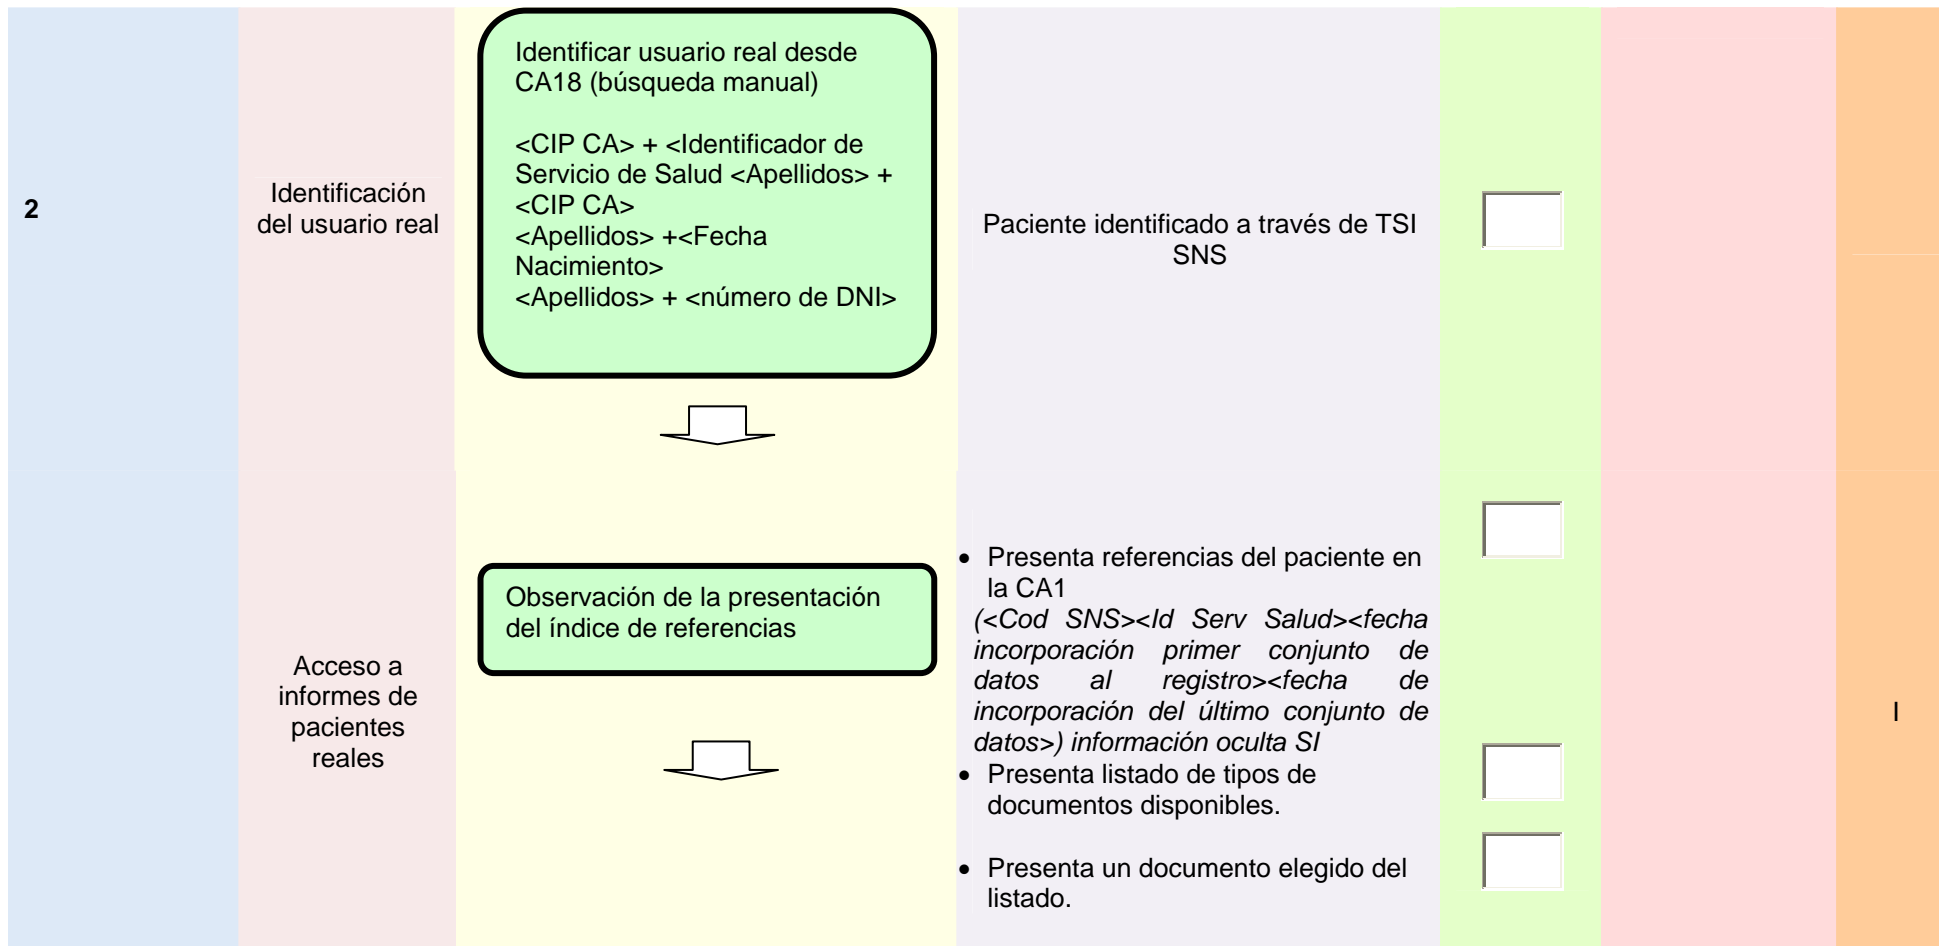 2
Identificación
del usuario real
Identificar usuario real desde
CA18 (búsqueda manual)
<CIP CA> + <Identificador de
Servicio de Salud <Apellidos> +
<CIP CA>
<Apellidos> +<Fecha
Nacimiento>
<Apellidos> + <número de DNI>
Paciente identificado a través de TSI
SNS
Acceso a
informes de
pacientes
reales
Observación de la presentación
del índice de referencias
• Presenta referencias del paciente en
la CA1
(<Cod SNS><Id Serv Salud><fecha
incorporación primer conjunto de
datos al registro><fecha de
incorporación del último conjunto de
datos>) información oculta SI
• Presenta listado de tipos de
documentos disponibles.
• Presenta un documento elegido del
listado.
I